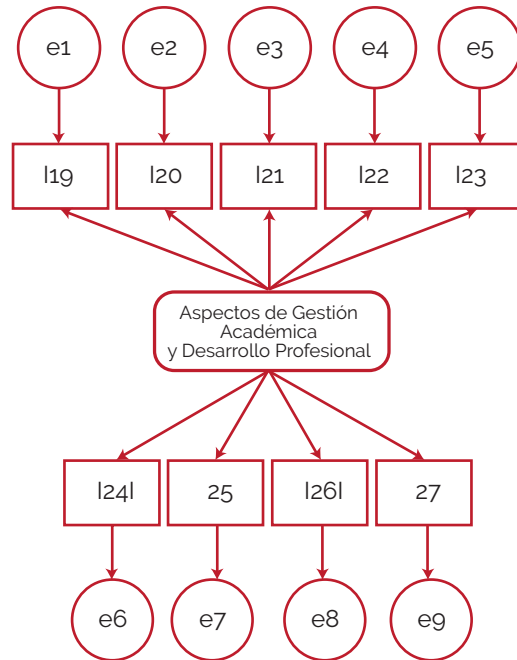 e1 e2 e3 e4 e5
I19 I20 I21 I22 I23
Aspectos de Gestión
Académica
y Desarrollo Profesional
I24I 25 I26I 27
e6 e7 e8 e9